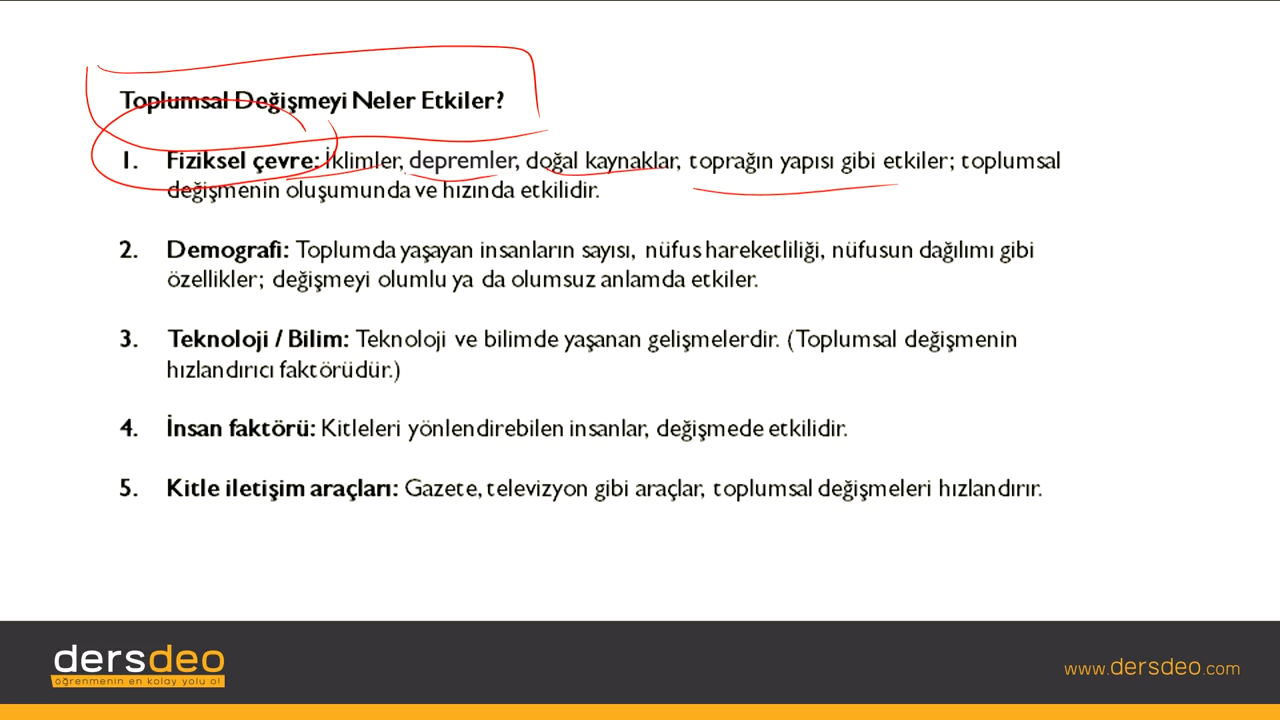 Toplumsal Değişmeyi Neler Etkiler?
1. Fiziksel çevre: İklimler, depremler, doğal kaynaklar, toprağın yapısı gibi etkiler; toplumsal
değişmenin oluşumunda ve hızında etkilidir.
2. Demografi: Toplumda yaşayan insanların sayısı, nüfus hareketliliği, nüfusun dağılımı gibi
özellikler; değişmeyi olumlu ya da olumsuz anlamda etkiler.
3. Teknoloji / Bilim: Teknoloji ve bilimde yaşanan gelişmelerdir. (Toplumsal değişmenin
hızlandırıcı faktörüdür.)
4. İnsan faktörü: Kitleleri yönlendirebilen insanlar, değişmede etkilidir.
5. Kitle iletişim araçları: Gazete, televizyon gibi araçlar, toplumsal değişmeleri hızlandırır.
dersdeo
öğrenmenin en kolay yolu o!
www.dersdeo.com